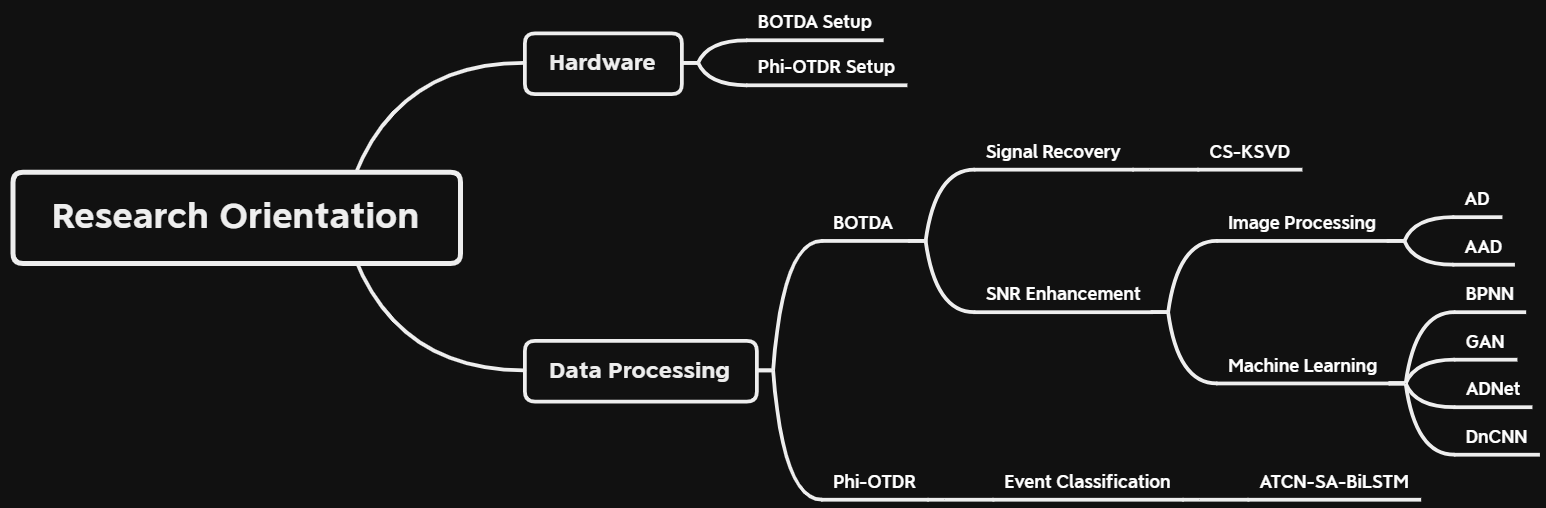 Research Orientation
Hardware
BOTDA Setup
Phi-OTDR Setup
Data Processing
BOTDA
Signal Recovery
CS-KSVD
SNR Enhancement
Image Processing
AD
AAD
Machine Learning
BPNN
GAN
ADNet
DnCNN
Phi-OTDR
Event Classification
ATCN-SA-BiLSTM